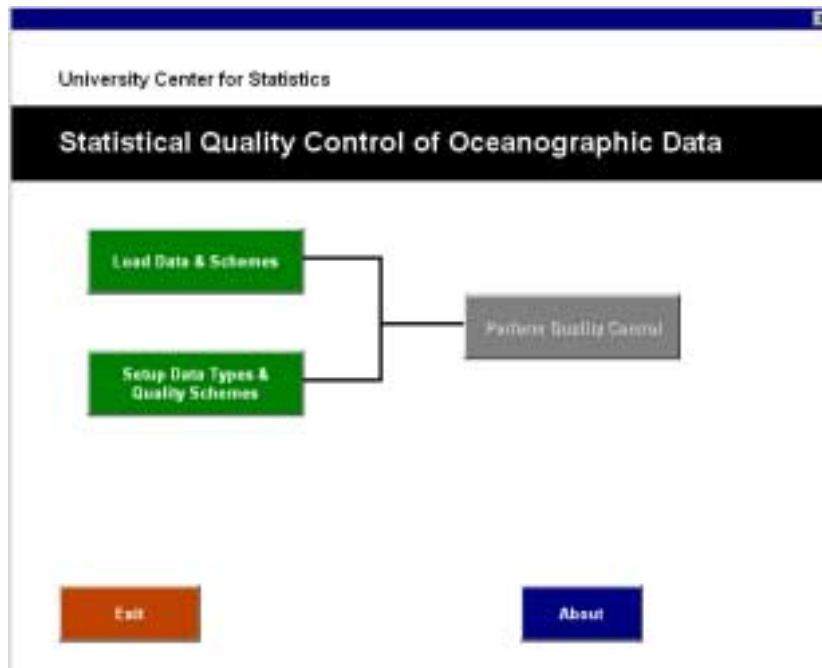 University Center for Statistics
Statistical Quality Control of Oceanographic Data
Load Data & Schemes
Perform Quality Control
Setup Data Types &
Quality Schemes
Exit
About